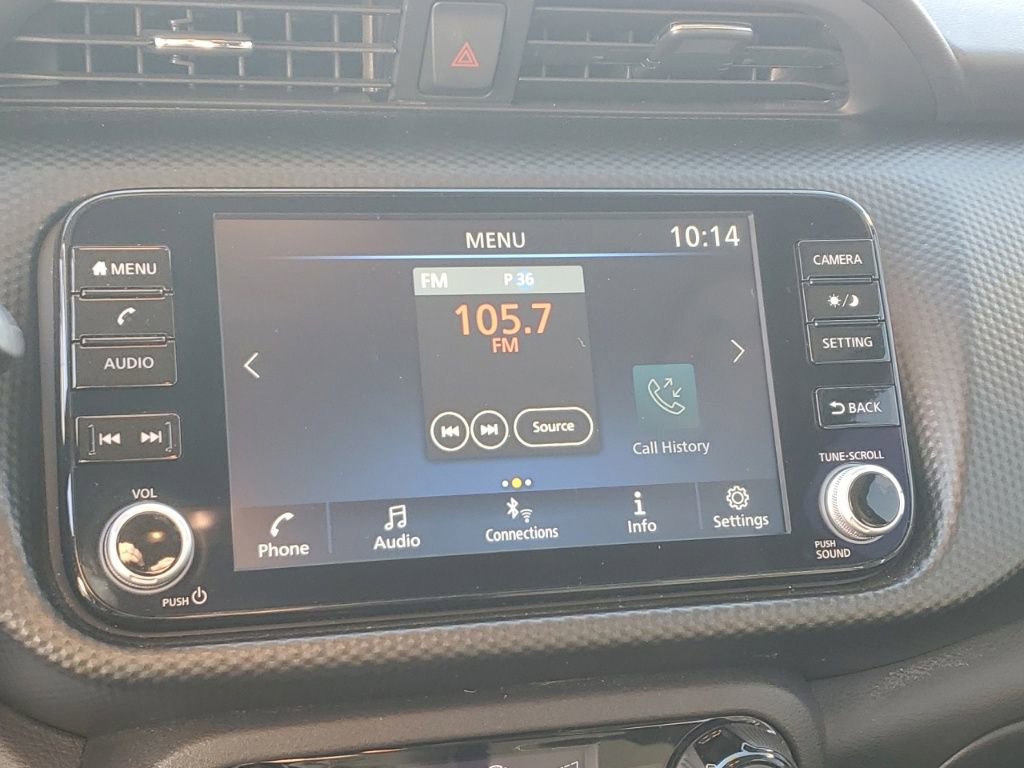 MENU
10:14
MENU
AUDIO
VOL
PUSH
FM P 36
105.7
FM
Source
Call History
Phone
Audio
Connections
Info
Settings
CAMERA
SETTING
BACK
TUNE·SCROLL
PUSH
SOUND